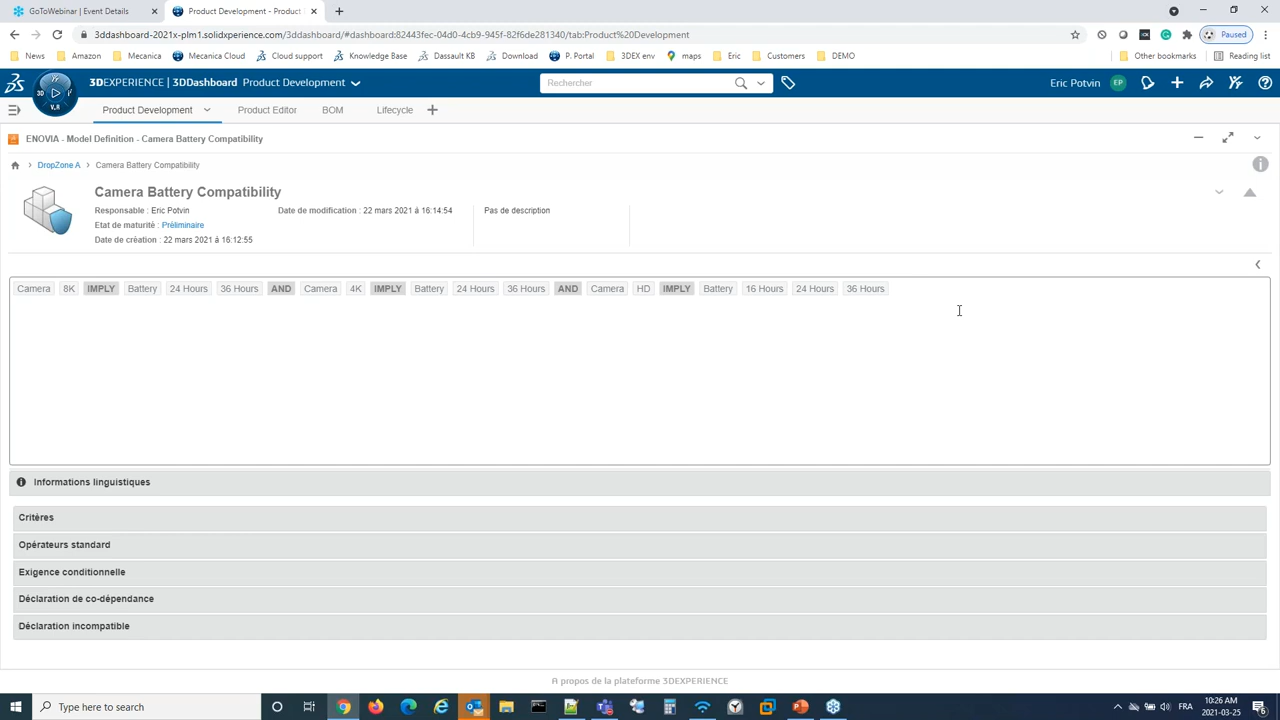 GoToWebinar | Event Details
Product Development - Product
3ddashboard-2021x-plm1.solidxperience.com/3ddashboard/#dashboard:82443fec-04d0-4cb9-945f-82f6de281340/tab:Product%20Development
Paused
News Amazon Mecanica Mecanica Cloud Cloud support Knowledge Base Dassault KB Download P. Portal 3DEX env maps Eric Customers DEMO Other bookmarks Reading list
3DEXPERIENCE | 3DDashboard Product Development Rechercher Eric Potvin EP
3D V.R
Product Development Product Editor BOM Lifecycle
ENOVIA - Model Definition - Camera Battery Compatibility
DropZone A Camera Battery Compatibility
Camera Battery Compatibility
Responsable : Eric Potvin Date de modification : 22 mars 2021 à 16:14:54 Pas de description
Etat de maturité : Préliminaire
Date de création : 22 mars 2021 à 16:12:55
Camera 8K IMPLY Battery 24 Hours 36 Hours AND Camera 4K IMPLY Battery 24 Hours 36 Hours AND Camera HD IMPLY Battery 16 Hours 24 Hours 36 Hours
Informations linguistiques
Critères
Opérateurs standard
Exigence conditionnelle
Déclaration de co-dépendance
Déclaration incompatible
A propos de la plateforme 3DEXPERIENCE
Type here to search
FRA
10:26 AM
2021-03-25